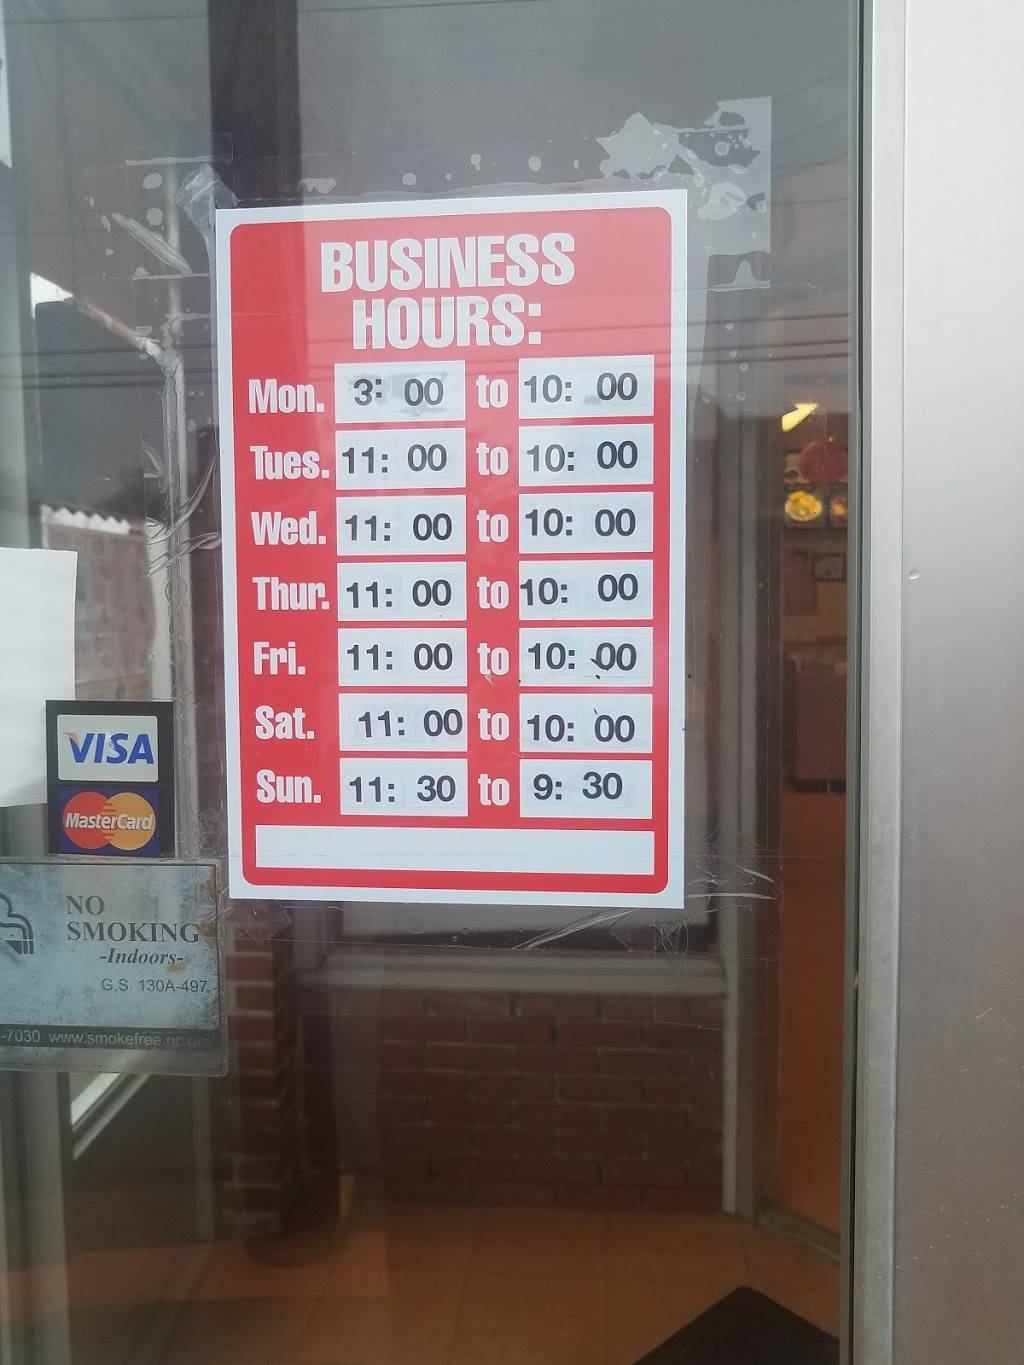 BUSINESS
HOURS:
Mon. 3: 00 to 10: 00
Tues. 11: 00 to 10: 00
Wed. 11: 00 to 10: 00
Thur. 11: 00 to 10: 00
Fri. 11: 00 to 10: 00
Sat. 11: 00 to 10: 00
Sun. 11: 30 to 9: 30
VISA
MasterCard
NO
SMOKING
-Indoors-
G.S. 130A-497
-7030 www.smokefree.nc.gov